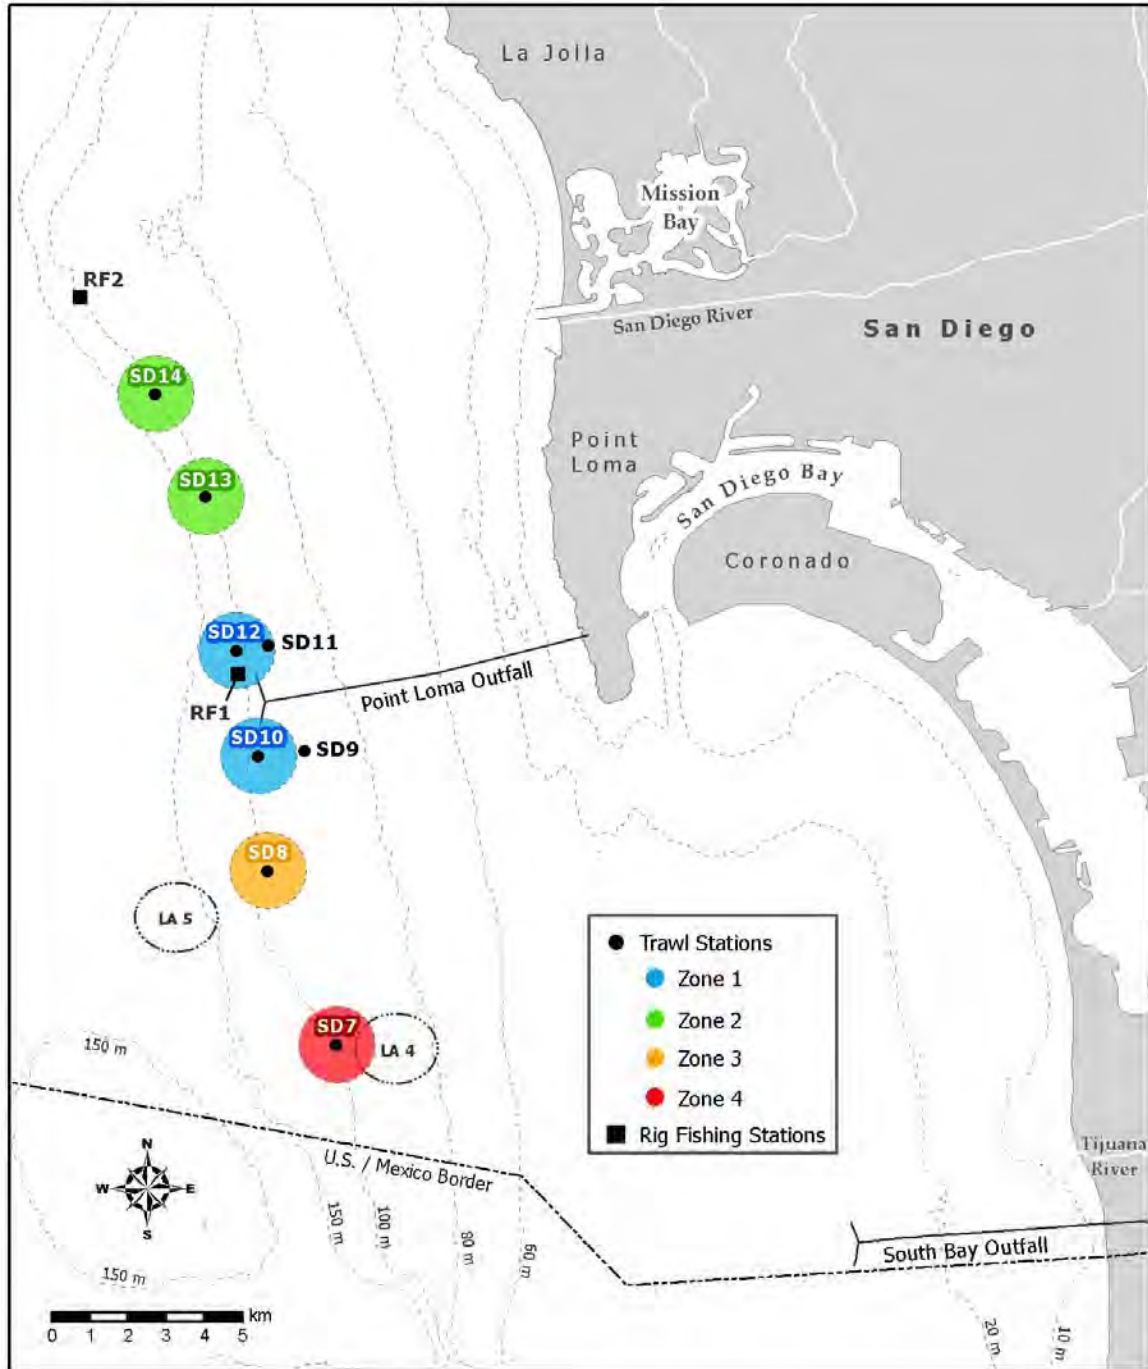 La Jolla
Mission
Bay
RF2
San Diego River
San Diego
SD14
Point
Loma
SD13
San Diego Bay
Coronado
SD12
SD11
RF1
Point Loma Outfall
SD10
SD9
SD8
LA 5
Trawl Stations
Zone 1
Zone 2
Zone 3
Zone 4
Rig Fishing Stations
SD7
LA 4
150 m
U.S. / Mexico Border
Tijuana
River
N
W
E
S
150 m
100 m
80 m
60 m
South Bay Outfall
150 m
20 m
10 m
km
0 1 2 3 4 5